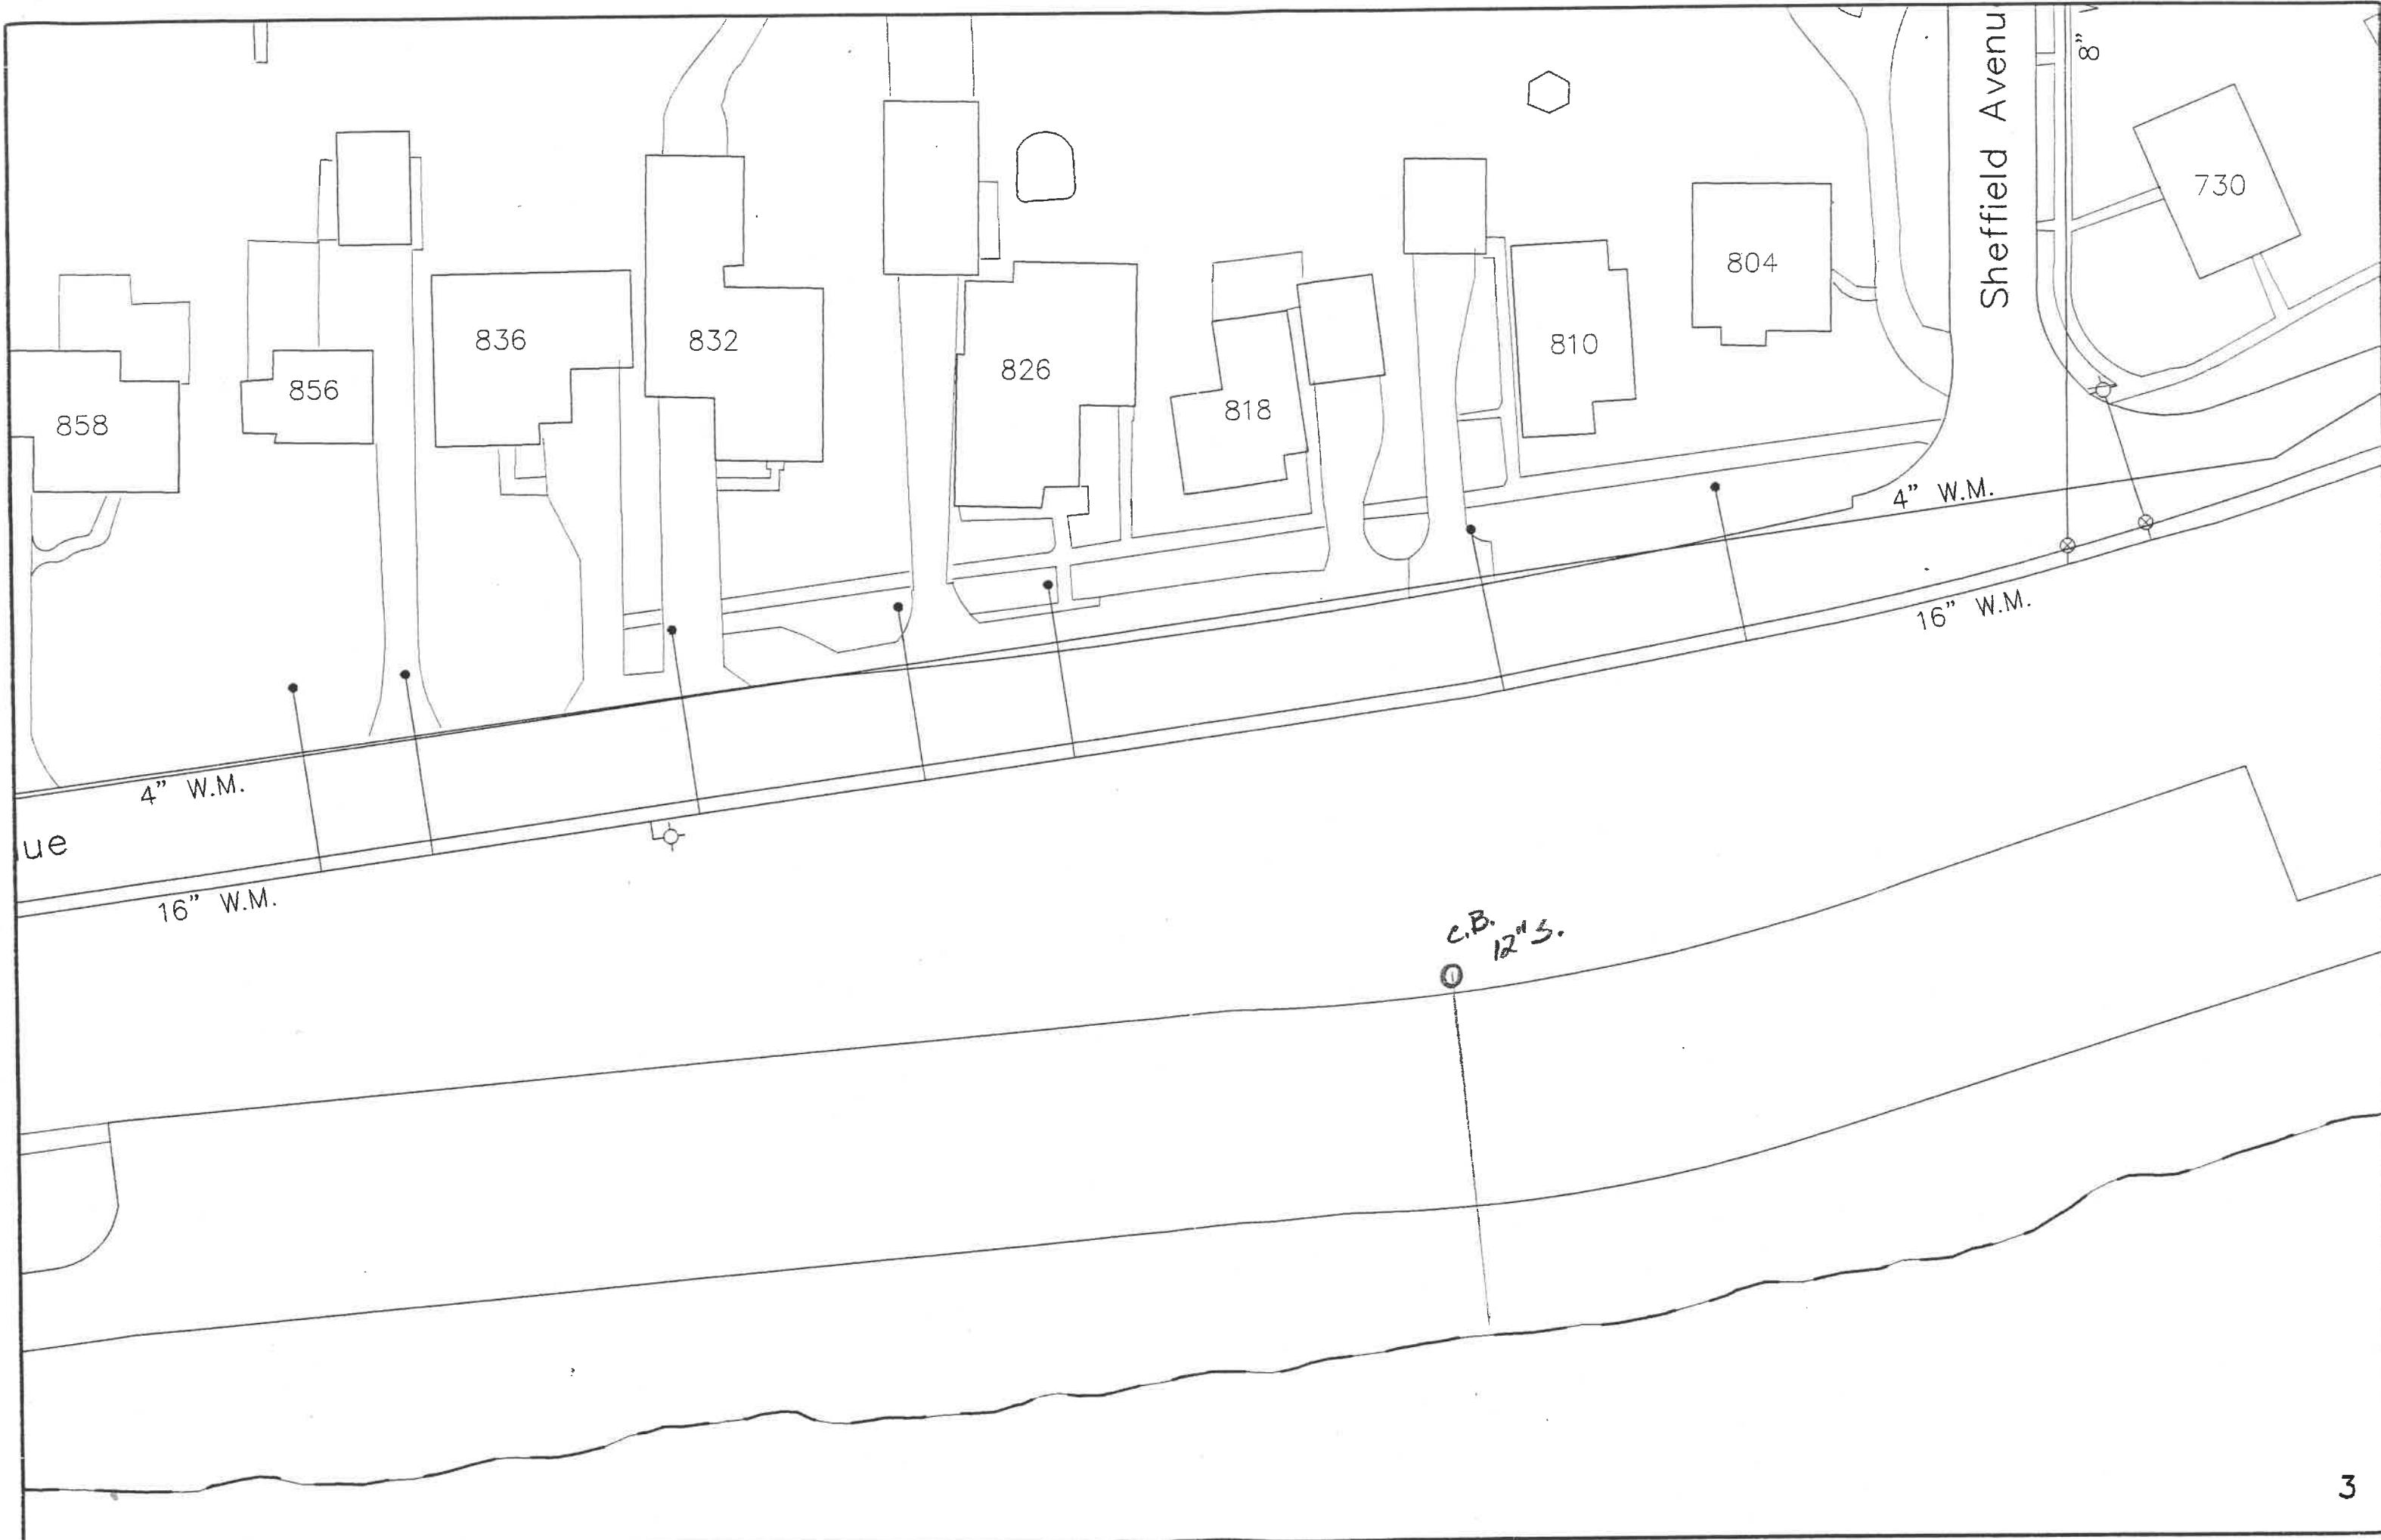 Sheffield Avenu
8"
730
804
836
832
810
826
856
818
858
4" W.M.
4" W.M.
16" W.M.
ue
16" W.M.
C.B.
12" S.
3